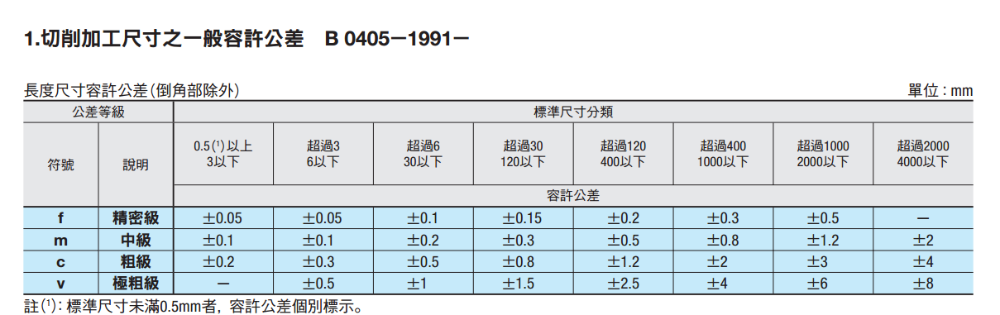 1.切削加工尺寸之一般容許公差 B 0405－1991－
長度尺寸容許公差(倒角部除外) 單位：mm
公差等級 標準尺寸分類
符號 說明 0.5(¹)以上 3以下 超過3 6以下 超過6 30以下 超過30 120以下 超過120 400以下 超過400 1000以下 超過1000 2000以下 超過2000 4000以下
容許公差
f 精密級 ±0.05 ±0.05 ±0.1 ±0.15 ±0.2 ±0.3 ±0.5 －
m 中級 ±0.1 ±0.1 ±0.2 ±0.3 ±0.5 ±0.8 ±1.2 ±2
c 粗級 ±0.2 ±0.3 ±0.5 ±0.8 ±1.2 ±2 ±3 ±4
v 極粗級 － ±0.5 ±1 ±1.5 ±2.5 ±4 ±6 ±8
註(¹)：標準尺寸未滿0.5mm者, 容許公差個別標示。